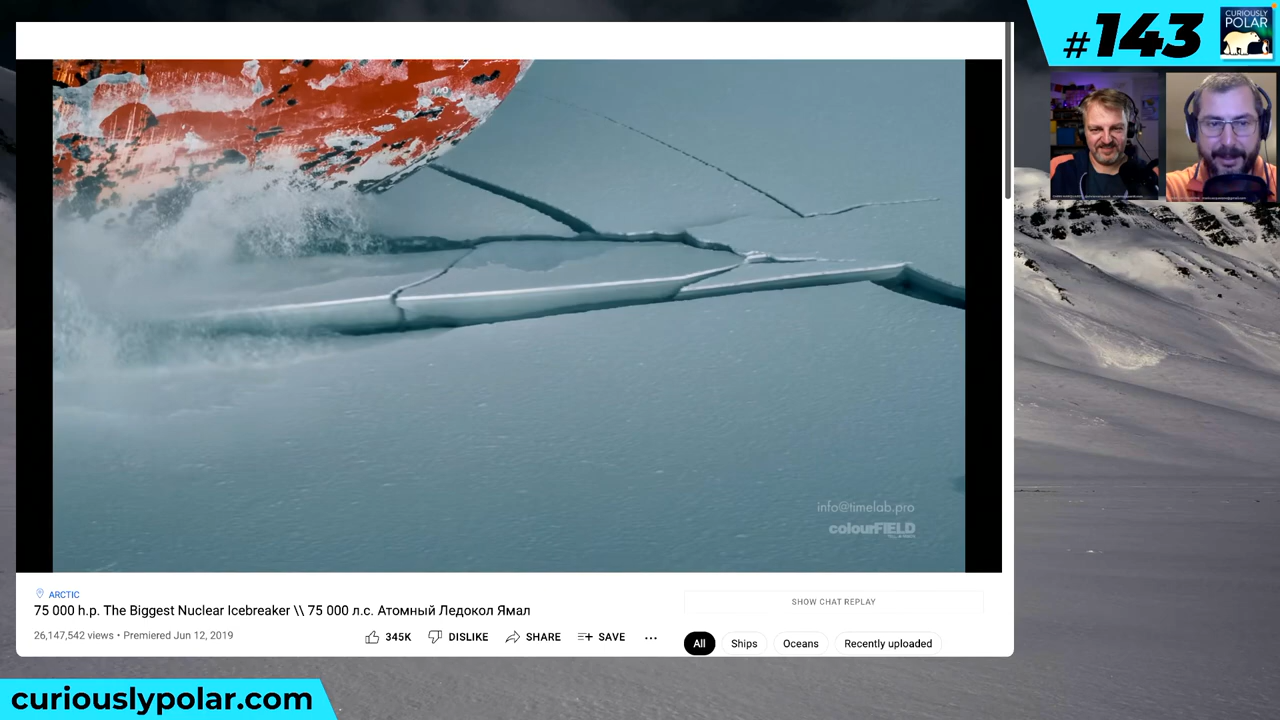 #143
CURIOUSLY
POLAR
info@timelab.pro
colourFIELD
ARCTIC
75 000 h.p. The Biggest Nuclear Icebreaker \\ 75 000 л.с. Атомный Ледокол Ямал
26,147,542 views • Premiered Jun 12, 2019
345K
DISLIKE
SHARE
SAVE
...
SHOW CHAT REPLAY
All
Ships
Oceans
Recently uploaded
curiouslypolar.com